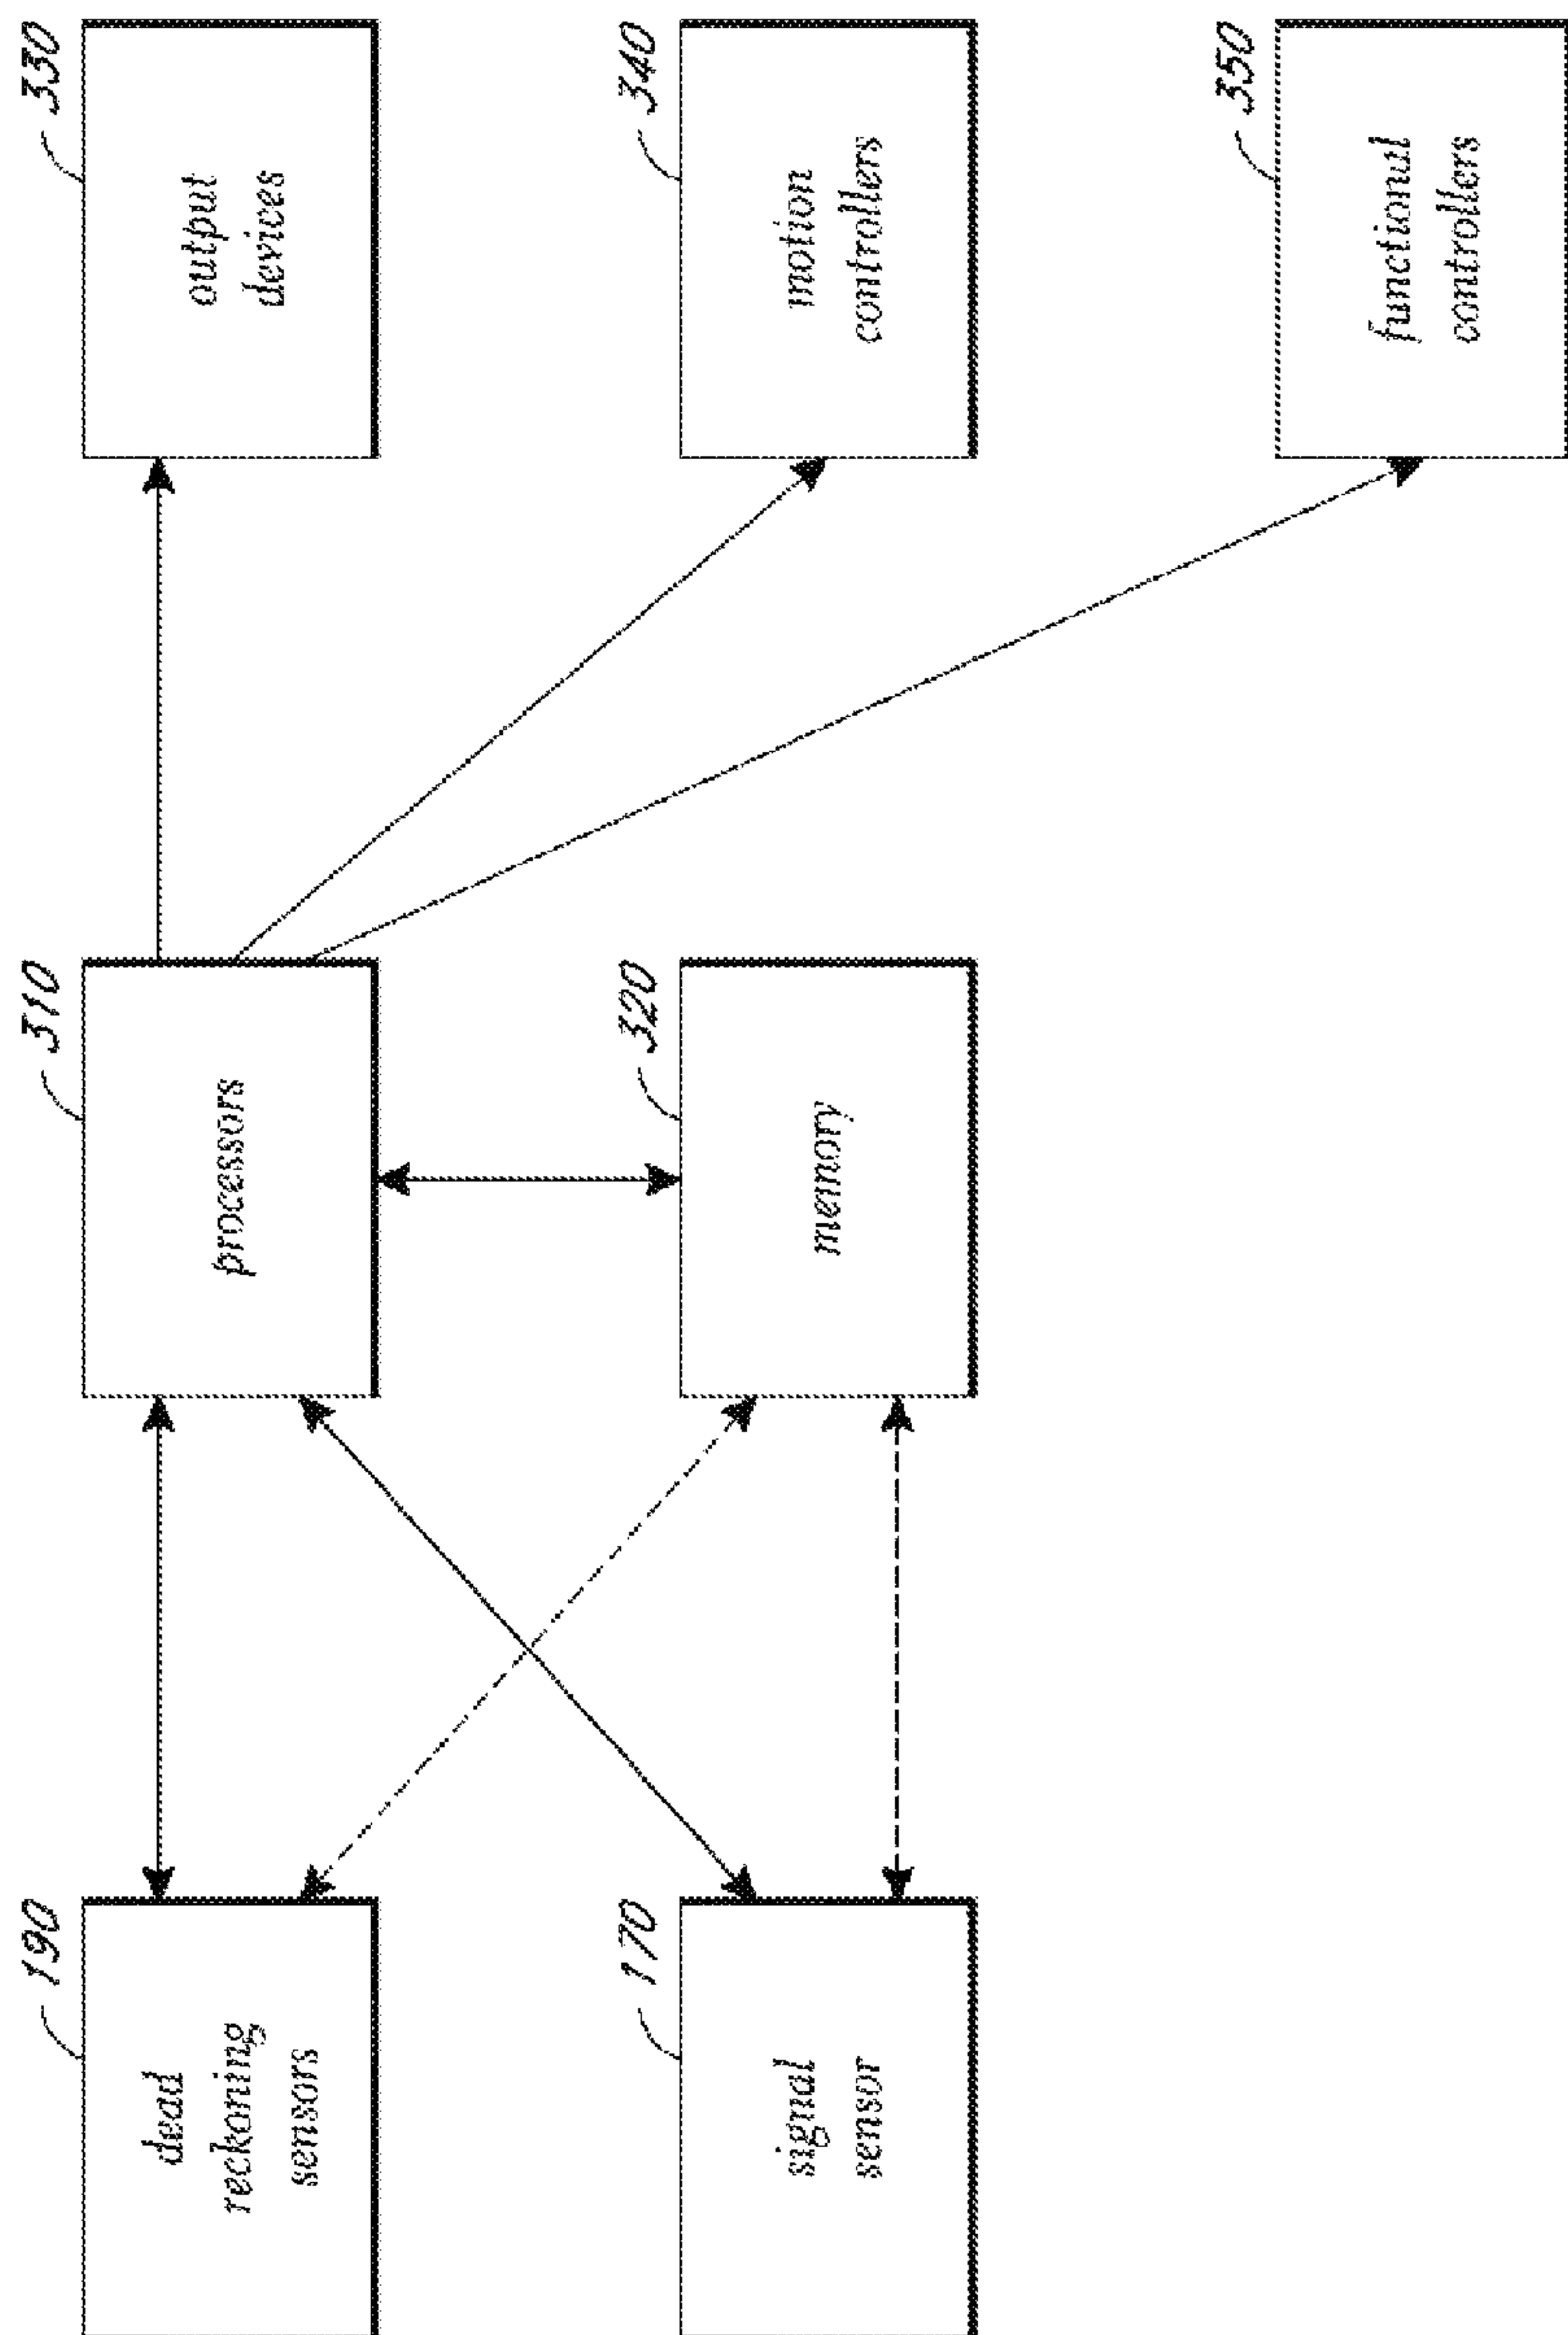 190
dead
reckoning
sensors
310
processors
330
output
devices
170
signal
sensor
320
memory
340
motion
controllers
350
functional
controllers